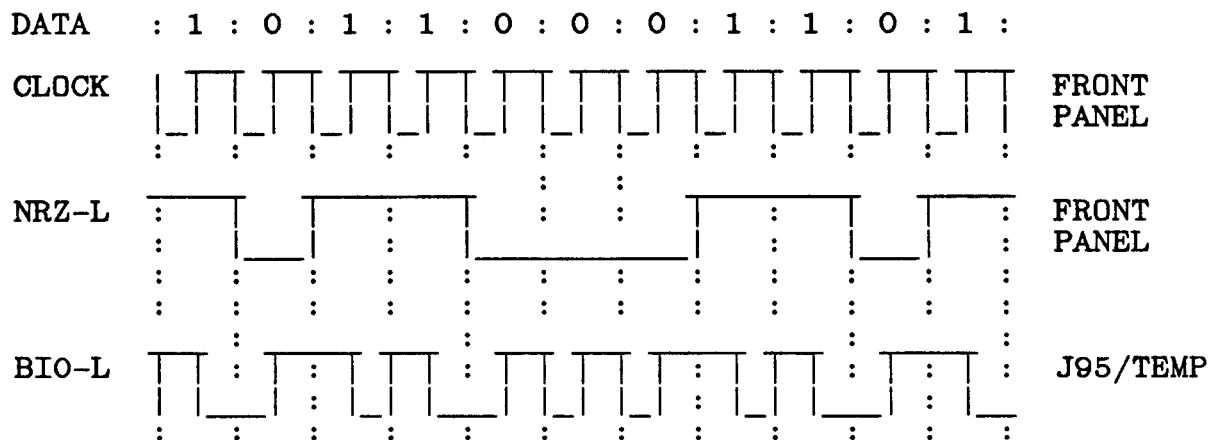 DATA : 1 : 0 : 1 : 1 : 0 : 0 : 0 : 1 : 1 : 0 : 1 :
CLOCK FRONT
PANEL
NRZ-L FRONT
PANEL
BIO-L J95/TEMP